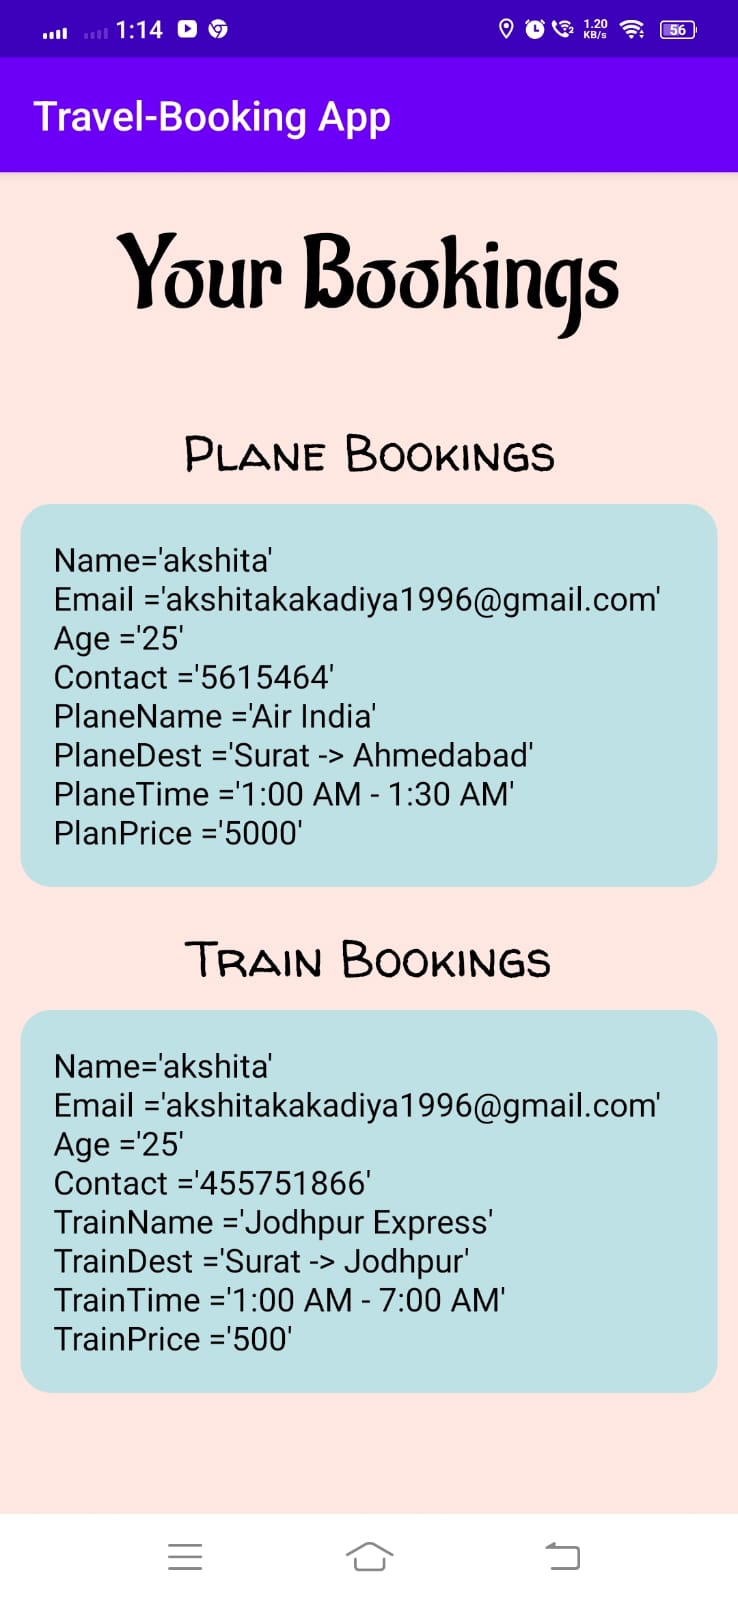 1:14
1.20
KB/s
56
Travel-Booking App
Your Bookings
Plane Bookings
Name='akshita'
Email ='akshitakakadiya1996@gmail.com'
Age ='25'
Contact ='5615464'
PlaneName ='Air India'
PlaneDest ='Surat -> Ahmedabad'
PlaneTime ='1:00 AM - 1:30 AM'
PlanPrice ='5000'
Train Bookings
Name='akshita'
Email ='akshitakakadiya1996@gmail.com'
Age ='25'
Contact ='455751866'
TrainName ='Jodhpur Express'
TrainDest ='Surat -> Jodhpur'
TrainTime ='1:00 AM - 7:00 AM'
TrainPrice ='500'